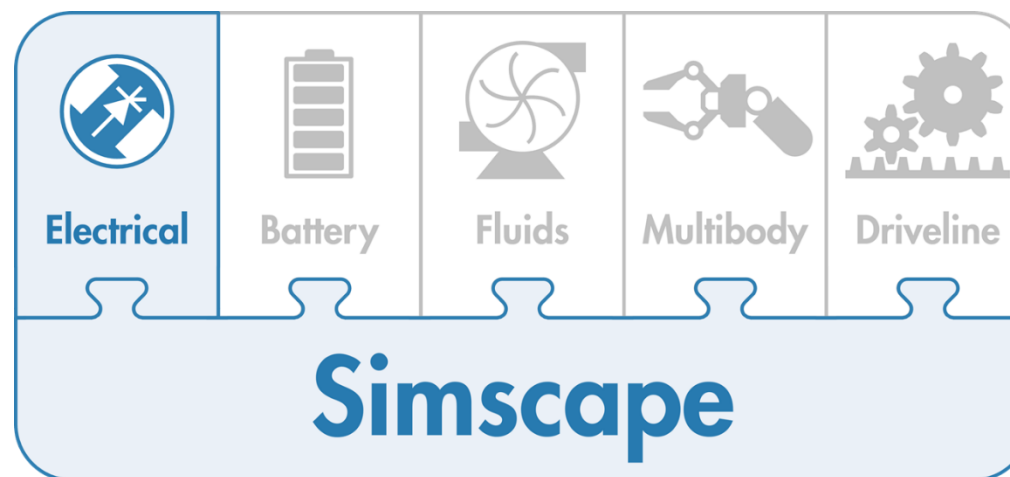 Electrical
Battery
Fluids
Multibody
Driveline
Simscape